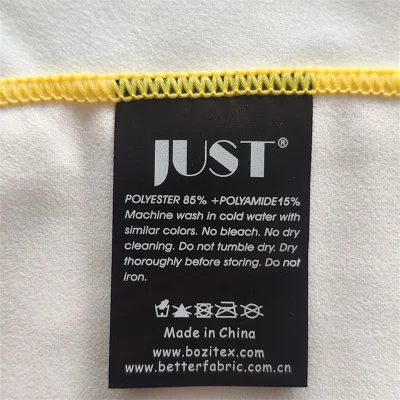 JUST®
POLYESTER 85% +POLYAMIDE15%
Machine wash in cold water with
similar colors. No bleach. No dry
cleaning. Do not tumble dry. Dry
thoroughly before storing. Do not
iron.
Made in China
www.bozitex.com
www.betterfabric.com.cn